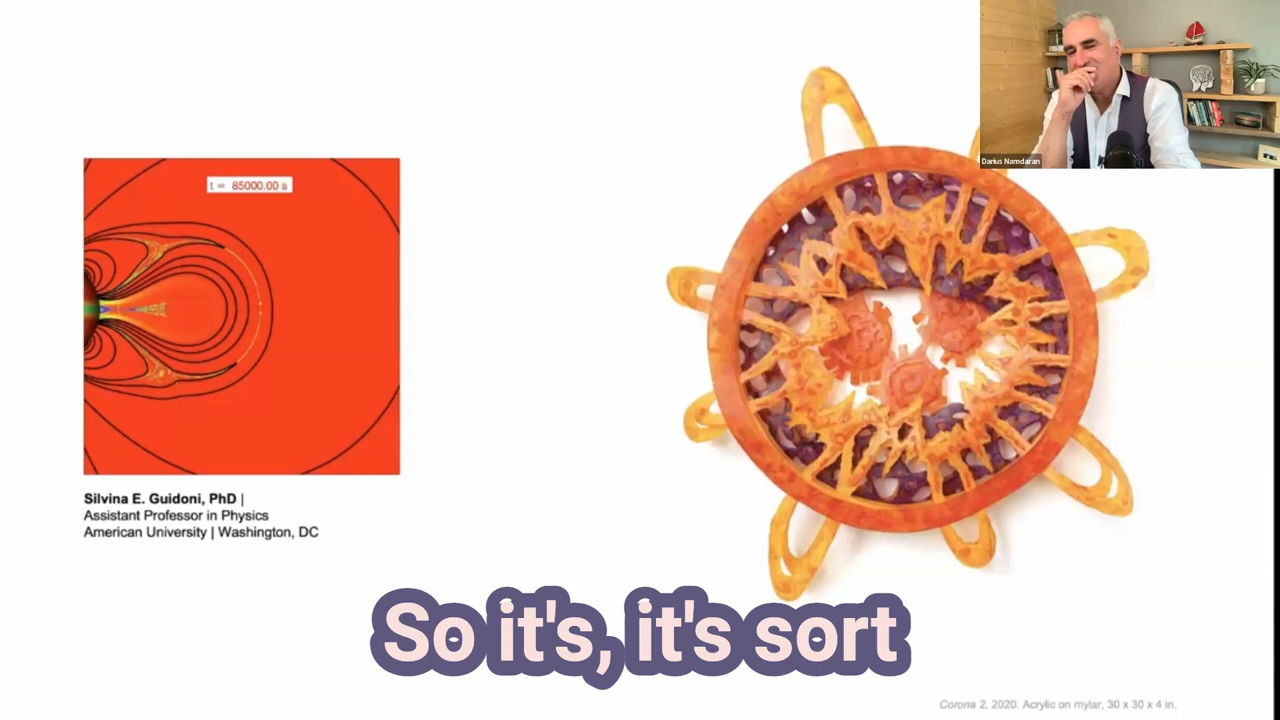 Darius Namdaran
t = 85000.00 s
Silvina E. Guidoni, PhD |
Assistant Professor in Physics
American University | Washington, DC
So it's, it's sort
Corona 2, 2020. Acrylic on mylar, 30 x 30 x 4 in.